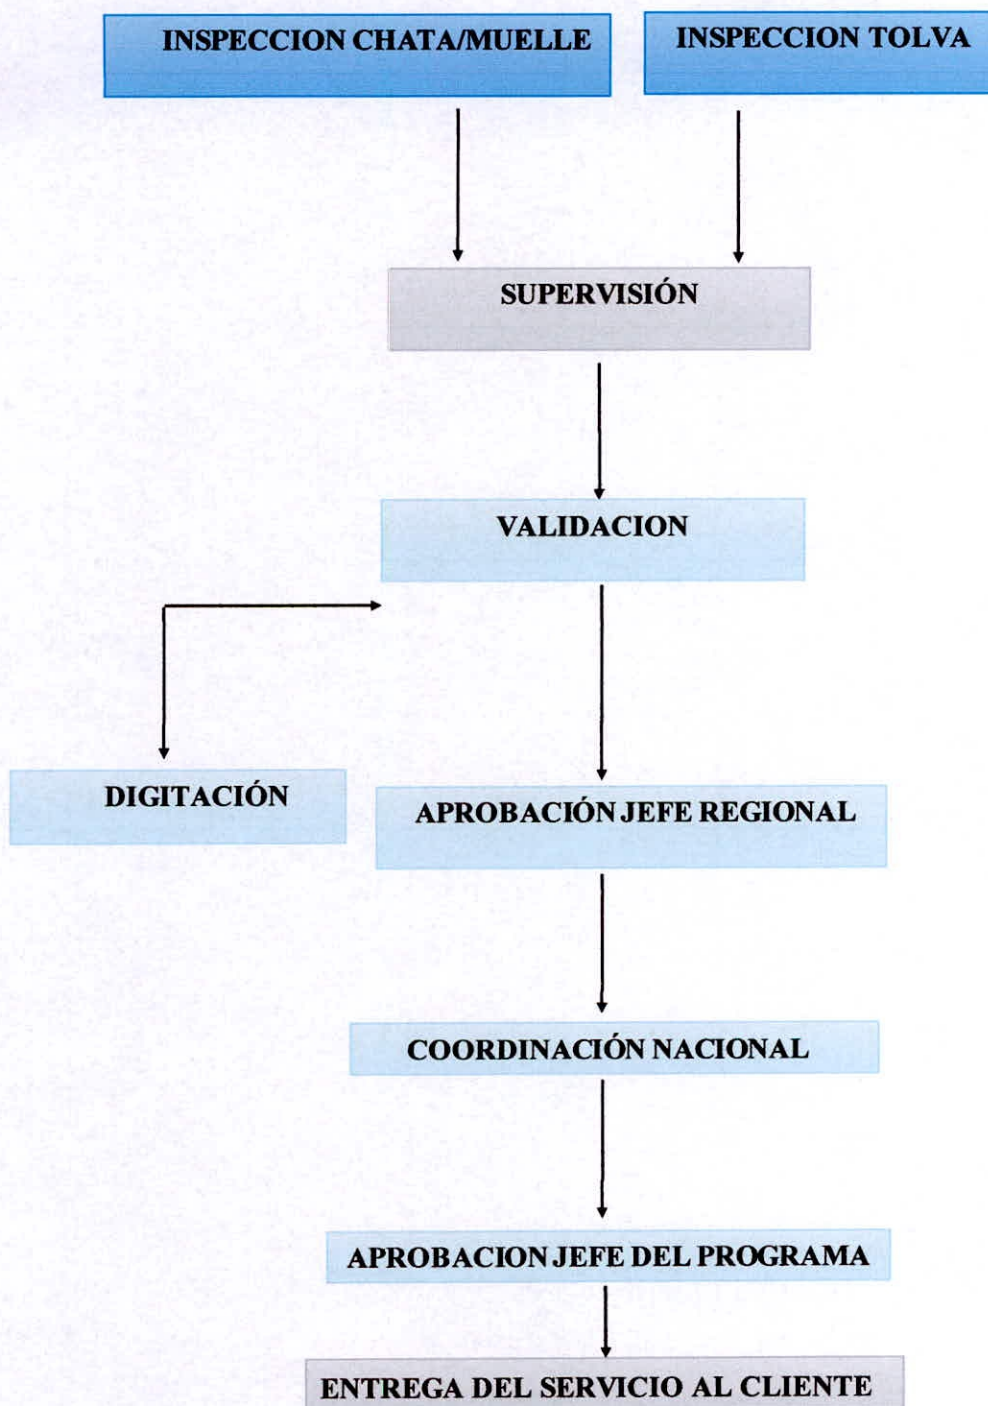 INSPECCION CHATA/MUELLE
INSPECCION TOLVA
SUPERVISIÓN
VALIDACION
DIGITACIÓN
APROBACIÓN JEFE REGIONAL
COORDINACIÓN NACIONAL
APROBACION JEFE DEL PROGRAMA
ENTREGA DEL SERVICIO AL CLIENTE